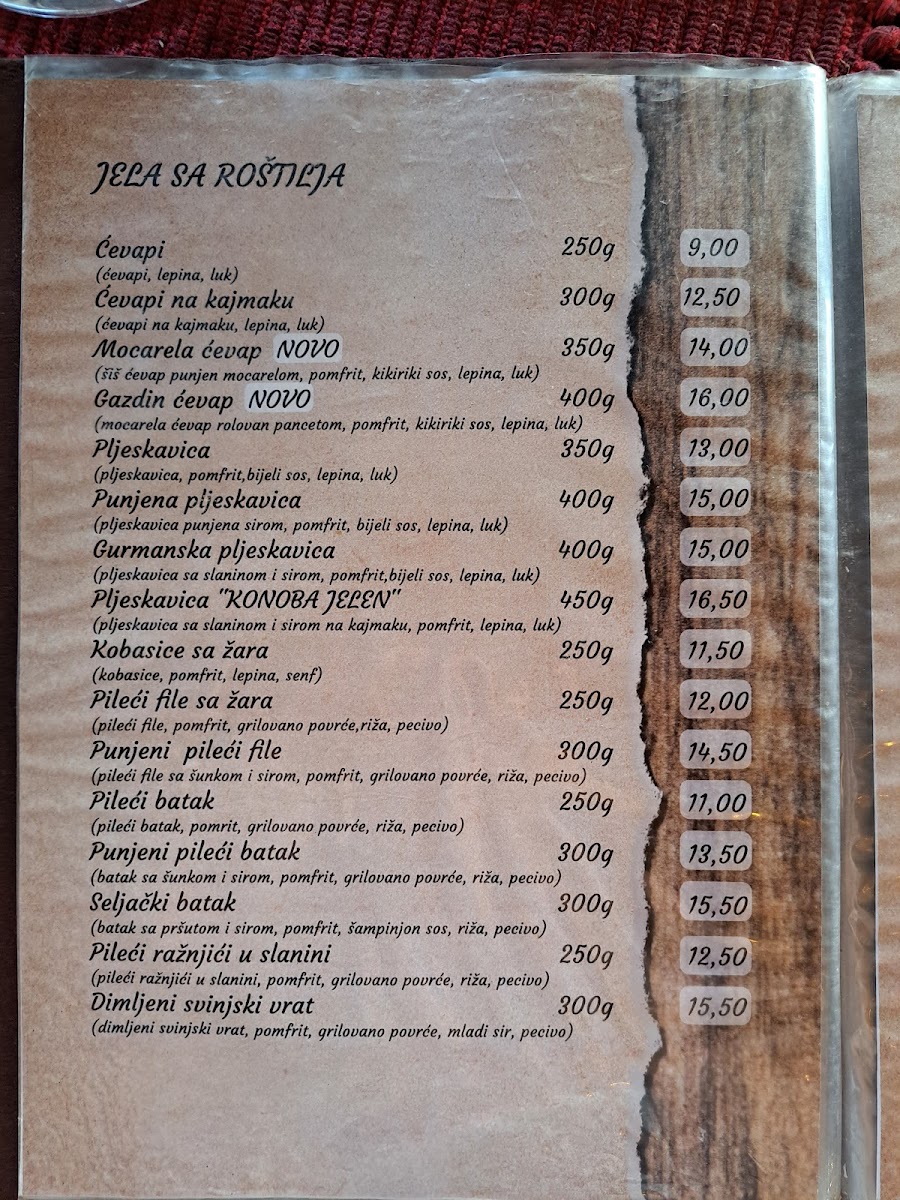 JELA SA ROŠTILJA
Ćevapi 250g 9,00
(ćevapi, lepina, luk)
Ćevapi na kajmaku 300g 12,50
(ćevapi na kajmaku, lepina, luk)
Mocarela ćevap NOVO 350g 14,00
(šiš ćevap punjen mocarelom, pomfrit, kikiriki sos, lepina, luk)
Gazdin ćevap NOVO 400g 16,00
(mocarela ćevap rolovan pancetom, pomfrit, kikiriki sos, lepina, luk)
Pljeskavica 350g 13,00
(pljeskavica, pomfrit,bijeli sos, lepina, luk)
Punjena pljeskavica 400g 15,00
(pljeskavica punjena sirom, pomfrit, bijeli sos, lepina, luk)
Gurmanska pljeskavica 400g 15,00
(pljeskavica sa slaninom i sirom, pomfrit,bijeli sos, lepina, luk)
Pljeskavica "KONOBA JELEN" 450g 16,50
(pljeskavica sa slaninom i sirom na kajmaku, pomfrit, lepina, luk)
Kobasice sa žara 250g 11,50
(kobasice, pomfrit, lepina, senf)
Pileći file sa žara 250g 12,00
(pileći file, pomfrit, grilovano povrće,riža, pecivo)
Punjeni pileći file 300g 14,50
(pileći file sa šunkom i sirom, pomfrit, grilovano povrće, riža, pecivo)
Pileći batak 250g 11,00
(pileći batak, pomrit, grilovano povrće, riža, pecivo)
Punjeni pileći batak 300g 13,50
(batak sa šunkom i sirom, pomfrit, grilovano povrće, riža, pecivo)
Seljački batak 300g 15,50
(batak sa pršutom i sirom, pomfrit, šampinjon sos, riža, pecivo)
Pileći ražnjići u slanini 250g 12,50
(pileći ražnjići u slanini, pomfrit, grilovano povrće, riža, pecivo)
Dimljeni svinjski vrat 300g 15,50
(dimljeni svinjski vrat, pomfrit, grilovano povrće, mladi sir, pecivo)